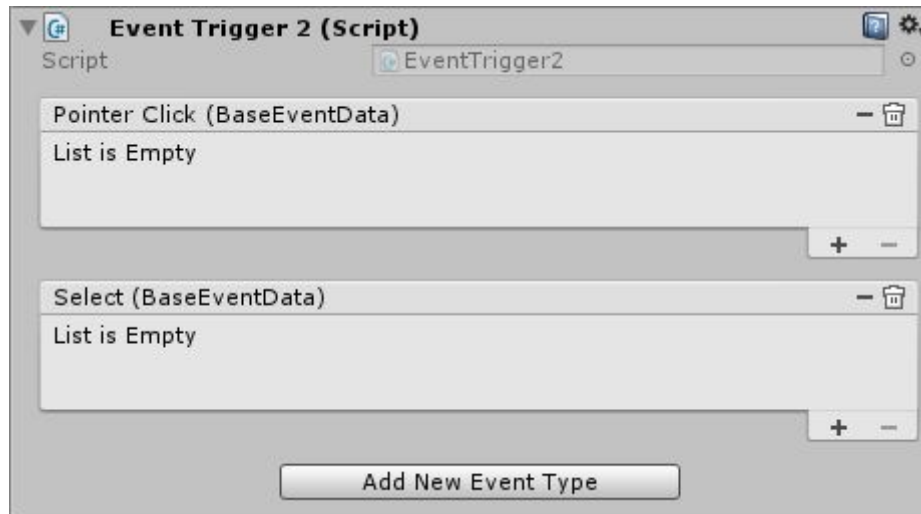 Event Trigger 2 (Script)
Script EventTrigger2
Pointer Click (BaseEventData)
List is Empty
Select (BaseEventData)
List is Empty
Add New Event Type